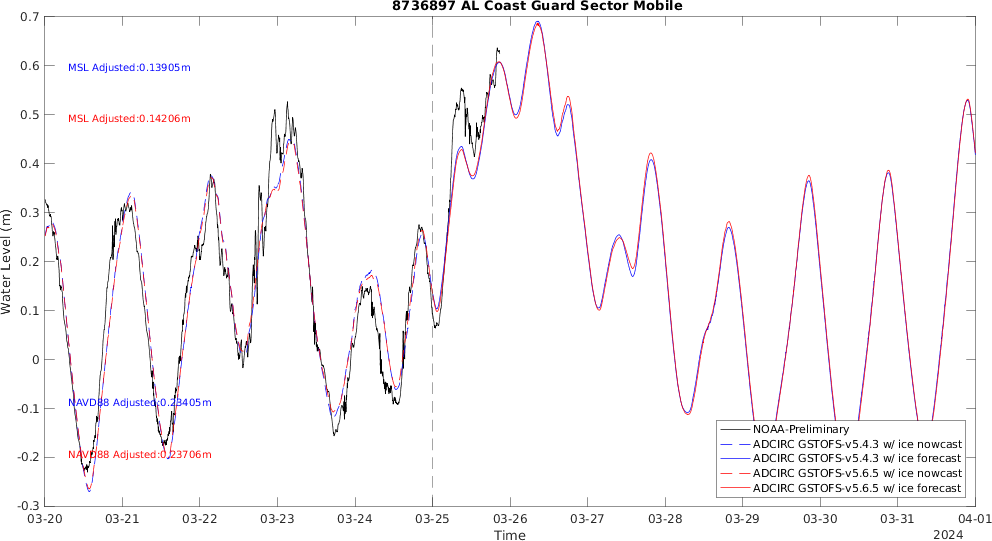 8736897 AL Coast Guard Sector Mobile
0.7
0.6
0.5
0.4
0.3
0.2
0.1
0
-0.1
-0.2
-0.3
Water Level (m)
MSL Adjusted:0.13905m
MSL Adjusted:0.14206m
NAVD88 Adjusted:0.23405m
NAVD88 Adjusted:0.23706m
NOAA-Preliminary
ADCIRC GSTOFS-v5.4.3 w/ ice nowcast
ADCIRC GSTOFS-v5.4.3 w/ ice forecast
ADCIRC GSTOFS-v5.6.5 w/ ice nowcast
ADCIRC GSTOFS-v5.6.5 w/ ice forecast
03-20 03-21 03-22 03-23 03-24 03-25 03-26 03-27 03-28 03-29 03-30 03-31 04-01
Time
2024